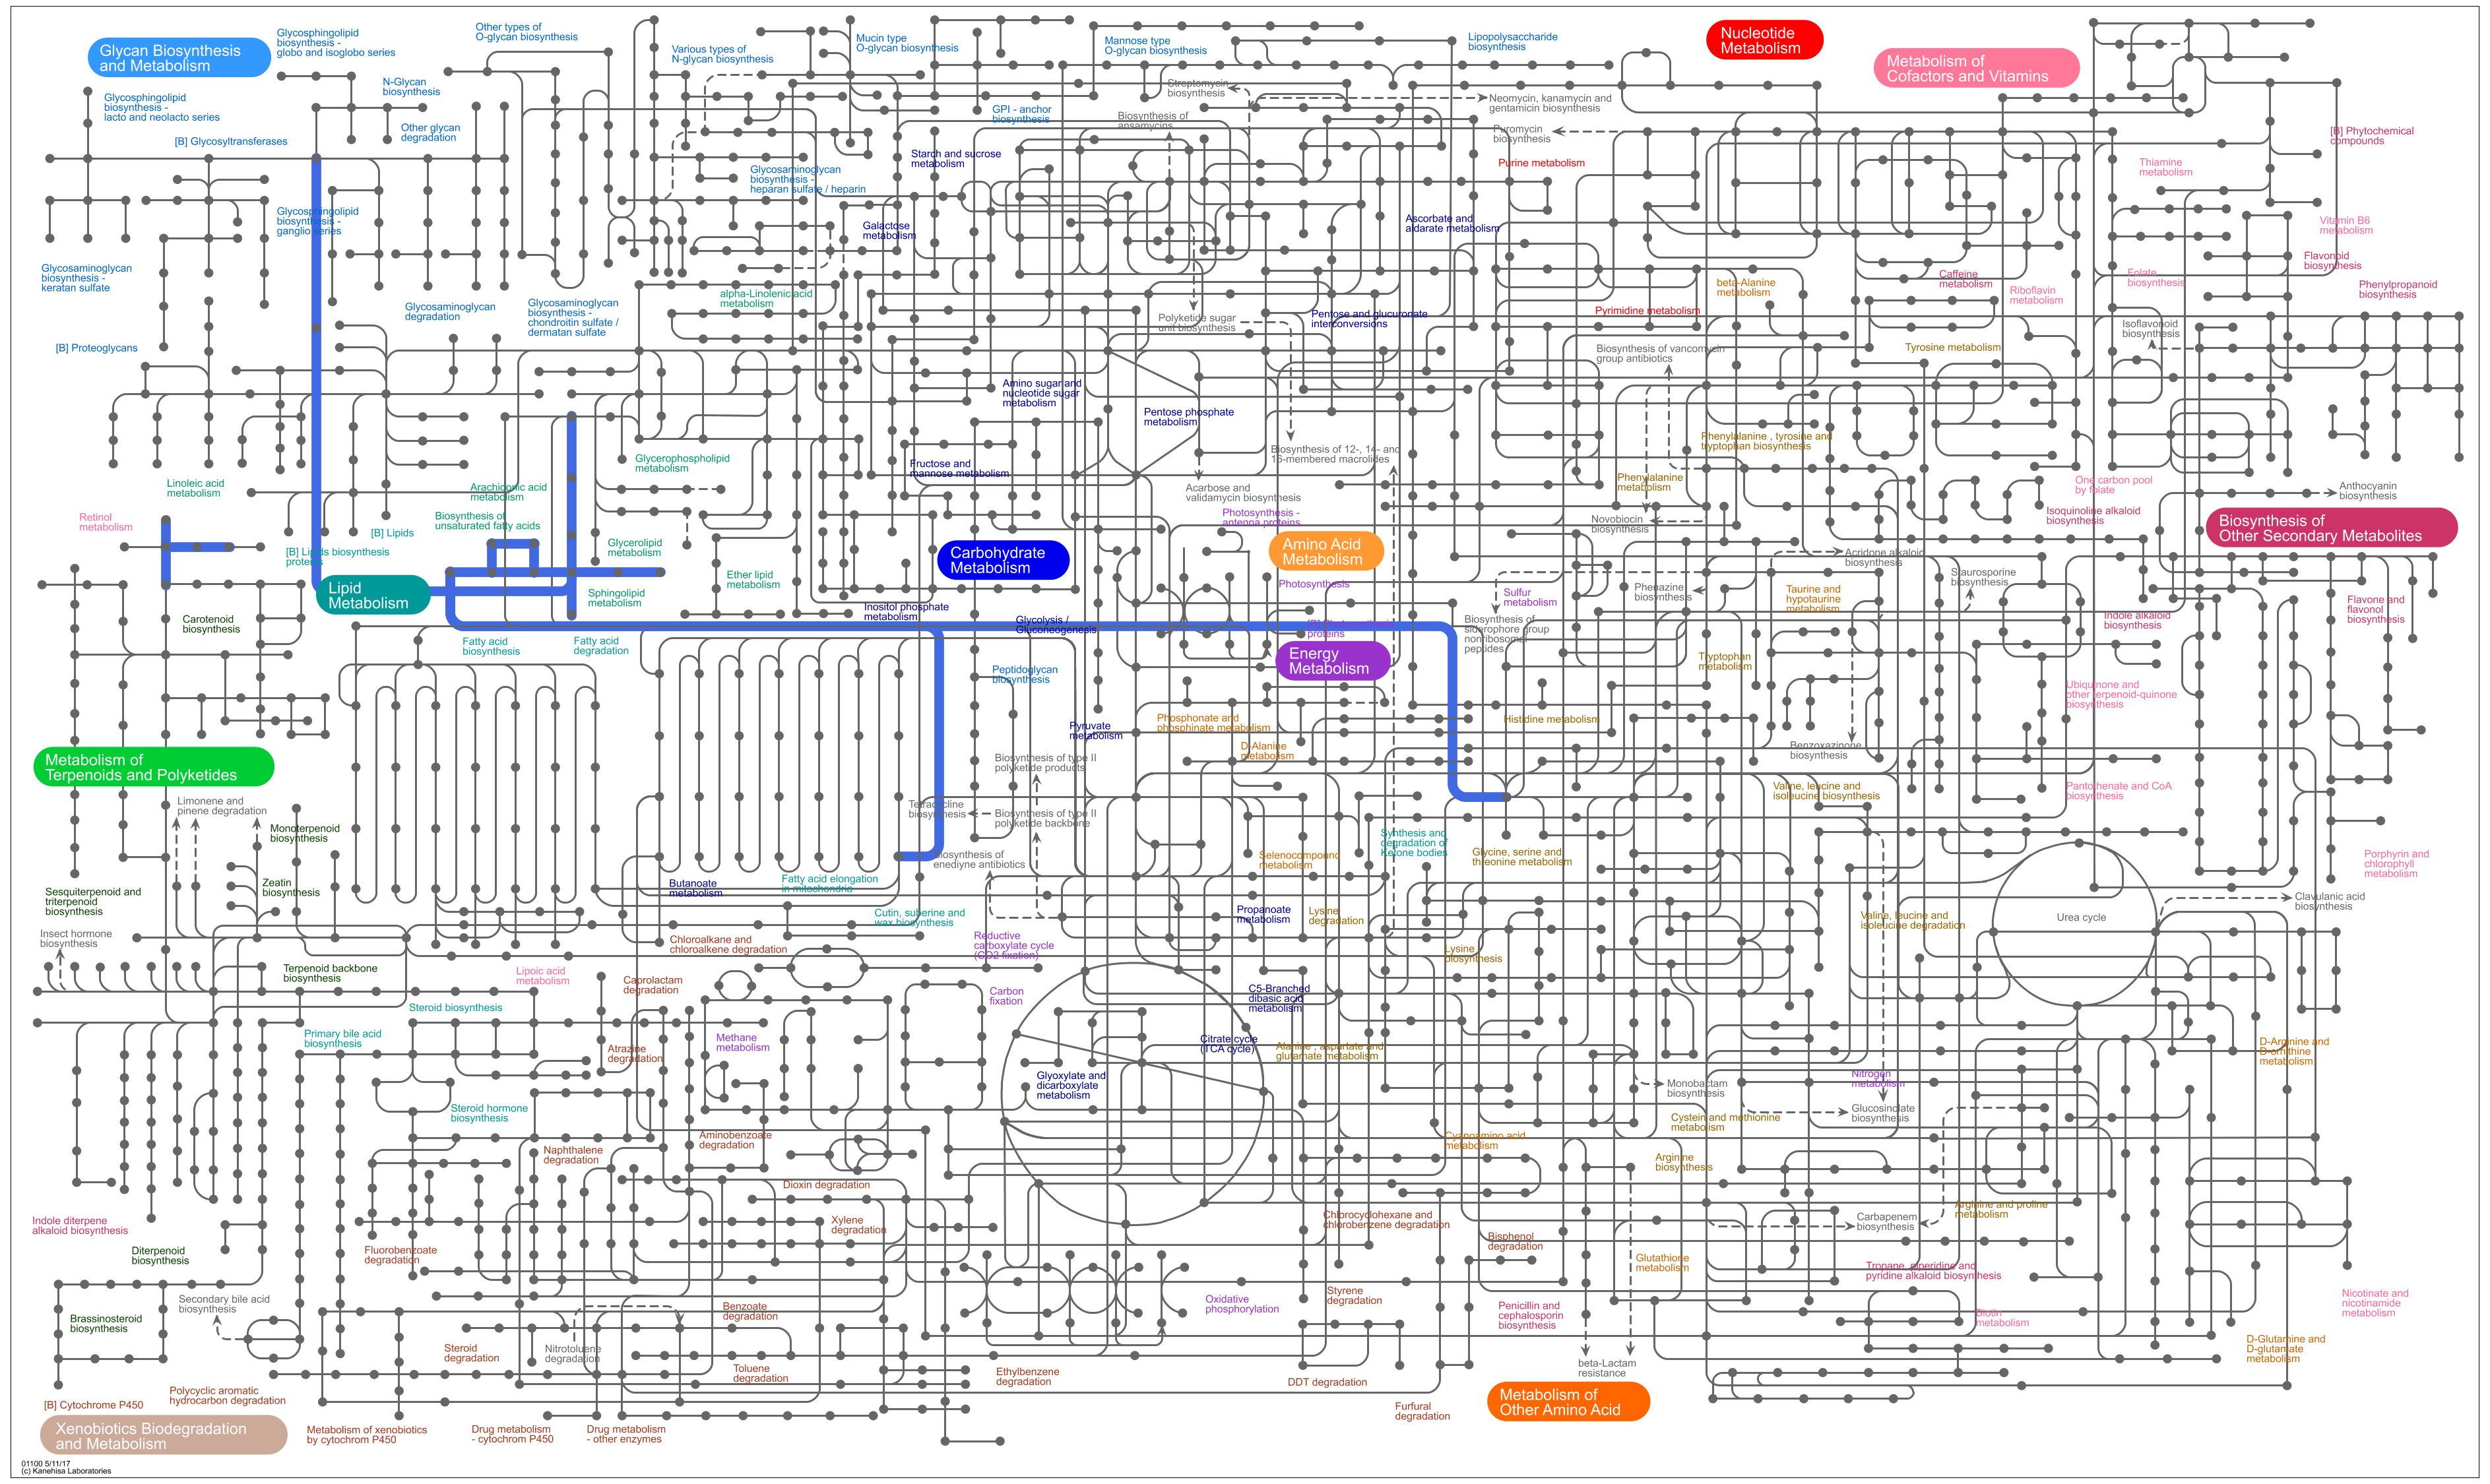 Glycan Biosynthesis
and Metabolism
Glycosphingolipid
biosynthesis -
globo and isoglobo series
Other types of
O-glycan biosynthesis
Various types of
N-glycan biosynthesis
Mucin type
O-glycan biosynthesis
Mannose type
O-glycan biosynthesis
Lipopolysaccharide
biosynthesis
Nucleotide
Metabolism
Metabolism of
Cofactors and Vitamins
N-Glycan
biosynthesis
Glycosphingolipid
biosynthesis -
lacto and neolacto series
Other glycan
degradation
[B] Glycosyltransferases
GPI - anchor
biosynthesis
Streptomycin
biosynthesis
Neomycin, kanamycin and
gentamicin biosynthesis
Biosynthesis of
ansamycins
Puromycin
biosynthesis
[B] Phytochemical
compounds
Starch and sucrose
metabolism
Purine metabolism
Thiamine
metabolism
Glycosaminoglycan
biosynthesis -
heparan sulfate / heparin
Glycosphingolipid
biosynthesis -
ganglio series
Galactose
metabolism
Ascorbate and
aldarate metabolism
Vitamin B6
metabolism
Glycosaminoglycan
biosynthesis -
keratan sulfate
Flavonoid
biosynthesis
Caffeine
metabolism
Folate
biosynthesis
beta-Alanine
metabolism
Riboflavin
metabolism
Phenylpropanoid
biosynthesis
alpha-Linolenic acid
metabolism
Glycosaminoglycan
degradation
Glycosaminoglycan
biosynthesis -
chondroitin sulfate /
dermatan sulfate
Polyketide sugar
unit biosynthesis
Pentose and glucuronate
interconversions
Pyrimidine metabolism
Isoflavonoid
biosynthesis
[B] Proteoglycans
Biosynthesis of vancomycin
group antibiotics
Tyrosine metabolism
Amino sugar and
nucleotide sugar
metabolism
Pentose phosphate
metabolism
Phenylalanine , tyrosine and
tryptophan biosynthesis
Biosynthesis of 12-, 14- and
16-membered macrolides
Glycerophospholipid
metabolism
Fructose and
mannose metabolism
Linoleic acid
metabolism
Arachidonic acid
metabolism
Acarbose and
validamycin biosynthesis
Phenylalanine
metabolism
One carbon pool
by folate
Anthocyanin
biosynthesis
Retinol
metabolism
Biosynthesis of
unsaturated fatty acids
[B] Lipids
Photosynthesis -
antenna proteins
Novobiocin
biosynthesis
Isoquinoline alkaloid
biosynthesis
Biosynthesis of
Other Secondary Metabolites
[B] Lipids biosynthesis
proteins
Glycerolipid
metabolism
Carbohydrate
Metabolism
Amino Acid
Metabolism
Acridone alkaloid
biosynthesis
Lipid
Metabolism
Ether lipid
metabolism
Photosynthesis
Staurosporine
biosynthesis
Sphingolipid
metabolism
Sulfur
metabolism
Phenazine
biosynthesis
Taurine and
hypotaurine
metabolism
Flavone and
flavonol
biosynthesis
Carotenoid
biosynthesis
Inositol phosphate
metabolism
Glycolysis /
Gluconeogenesis
proteins
Biosynthesis of
siderophore group
nonribosomal
peptides
Indole alkaloid
biosynthesis
Fatty acid
biosynthesis
Fatty acid
degradation
Energy
Metabolism
Tryptophan
metabolism
Peptidoglycan
biosynthesis
Ubiquinone and
other terpenoid-quinone
biosynthesis
Pyruvate
metabolism
Phosphonate and
phosphinate metabolism
Histidine metabolism
D-Alanine
metabolism
Benzoxazinone
biosynthesis
Metabolism of
Terpenoids and Polyketides
Biosynthesis of type II
polyketide products
Valine, leucine and
isoleucine biosynthesis
Pantothenate and CoA
biosynthesis
Limonene and
pinene degradation
Tetracycline
biosynthesis
Biosynthesis of type II
polyketide backbone
Monoterpenoid
biosynthesis
Synthesis and
degradation of
Ketone bodies
Biosynthesis of
enediyne antibiotics
Selenocompound
metabolism
Glycine, serine and
threonine metabolism
Porphyrin and
chlorophyll
metabolism
Zeatin
biosynthesis
Butanoate
metabolism
Fatty acid elongation
in mitochondria
Sesquiterpenoid and
triterpenoid
biosynthesis
Clavulanic acid
biosynthesis
Cutin, suberine and
wax biosynthesis
Propanoate
metabolism
Lysine
degradation
Valine, leucine and
isoleucine degradation
Urea cycle
Insect hormone
biosynthesis
Chloroalkane and
chloroalkene degradation
Reductive
carboxylate cycle
(CO2 fixation)
Lysine
biosynthesis
Terpenoid backbone
biosynthesis
Lipoic acid
metabolism
Caprolactam
degradation
Carbon
fixation
C5-Branched
dibasic acid
metabolism
Steroid biosynthesis
Primary bile acid
biosynthesis
Methane
metabolism
Atrazine
degradation
Citrate cycle
(TCA cycle)
Alanine , aspartate and
glutamate metabolism
D-Arginine and
D-ornithine
metabolism
Glyoxylate and
dicarboxylate
metabolism
Monobactam
biosynthesis
Nitrogen
metabolism
Steroid hormone
biosynthesis
Glucosinolate
biosynthesis
Cystein and methionine
metabolism
Aminobenzoate
degradation
Cyanoamino acid
metabolism
Naphthalene
degradation
Arginine
biosynthesis
Dioxin degradation
Arginine and proline
metabolism
Indole diterpene
alkaloid biosynthesis
Xylene
degradation
Chlorocyclohexane and
chlorobenzene degradation
Carbapenem
biosynthesis
Diterpenoid
biosynthesis
Fluorobenzoate
degradation
Bisphenol
degradation
Glutathione
metabolism
Tropane, piperidine and
pyridine alkaloid biosynthesis
Secondary bile acid
biosynthesis
Brassinosteroid
biosynthesis
Benzoate
degradation
Oxidative
phosphorylation
Styrene
degradation
Penicillin and
cephalosporin
biosynthesis
Biotin
metabolism
Nicotinate and
nicotinamide
metabolism
Steroid
degradation
Nitrotoluene
degradation
Toluene
degradation
Ethylbenzene
degradation
DDT degradation
beta-Lactam
resistance
D-Glutamine and
D-glutamate
metabolism
[B] Cytochrome P450
Polycyclic aromatic
hydrocarbon degradation
Furfural
degradation
Metabolism of
Other Amino Acid
Xenobiotics Biodegradation
and Metabolism
Metabolism of xenobiotics
by cytochrom P450
Drug metabolism
- cytochrom P450
Drug metabolism
- other enzymes
01100 5/11/17
(c) Kanehisa Laboratories